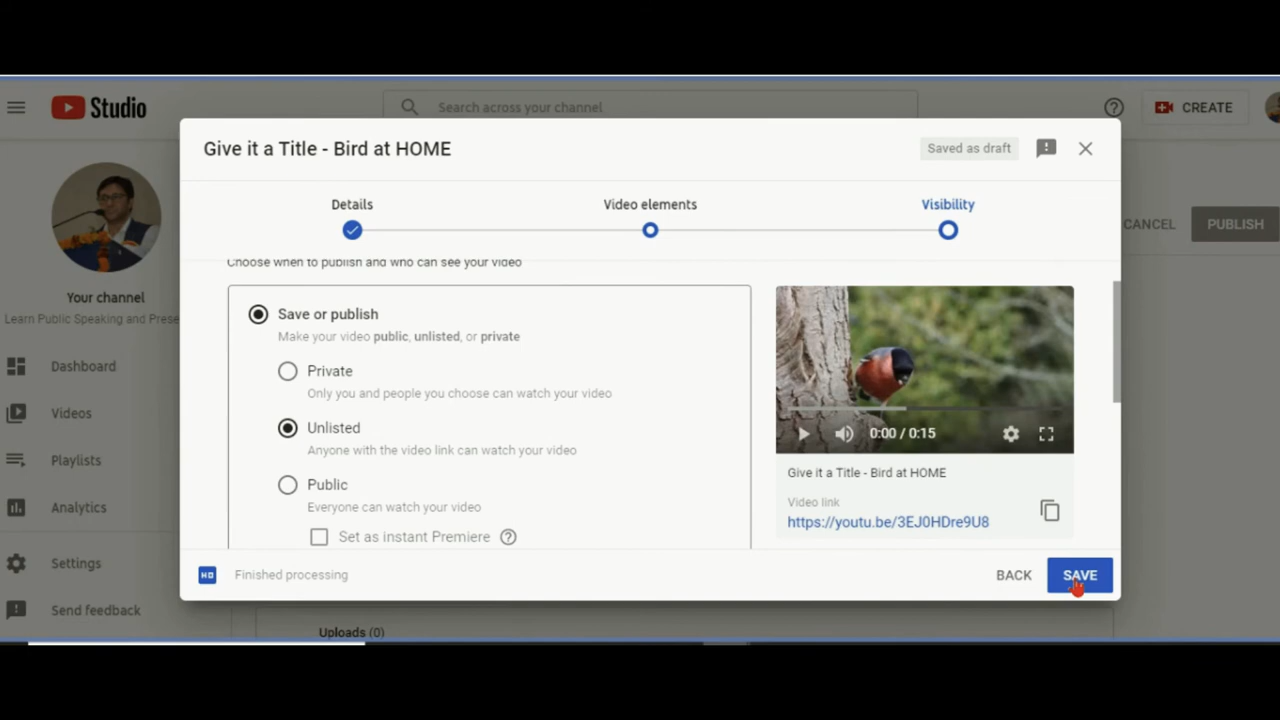 Studio
Search across your channel
CREATE
Give it a Title - Bird at HOME
Saved as draft
Details
Video elements
Visibility
CANCEL
PUBLISH
Your channel
Learn Public Speaking and Prese
Dashboard
Videos
Playlists
Analytics
Settings
Send feedback
Choose when to publish and who can see your video
Save or publish
Make your video public, unlisted, or private
Private
Only you and people you choose can watch your video
Unlisted
Anyone with the video link can watch your video
Public
Everyone can watch your video
Set as instant Premiere
0:00 / 0:15
Give it a Title - Bird at HOME
Video link
https://youtu.be/3EJ0HDre9U8
HD
Finished processing
BACK
SAVE
Uploads (0)